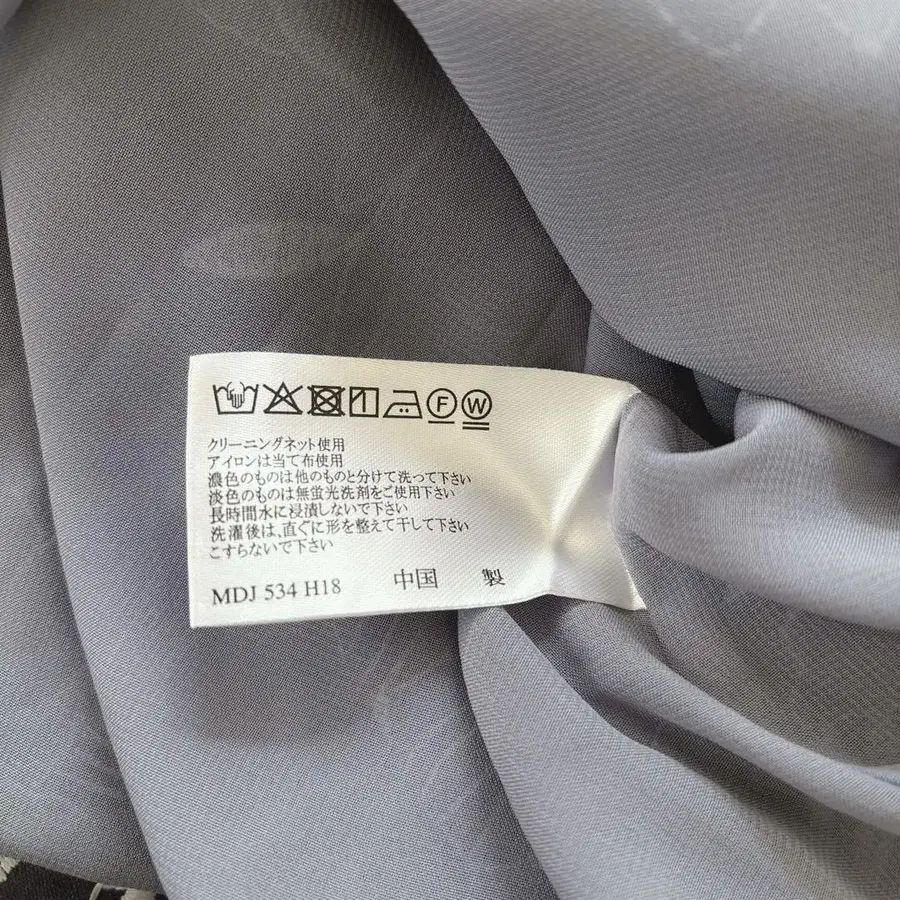 F W
クリーニングネット使用
アイロンは当て布使用
濃色のものは他のものと分けて洗って下さい
淡色のものは無蛍光洗剤をご使用下さい
長時間水に浸漬しないで下さい
洗濯後は、直ぐに形を整えて干して下さい
こすらないで下さい
MDJ 534 H18 中国 製